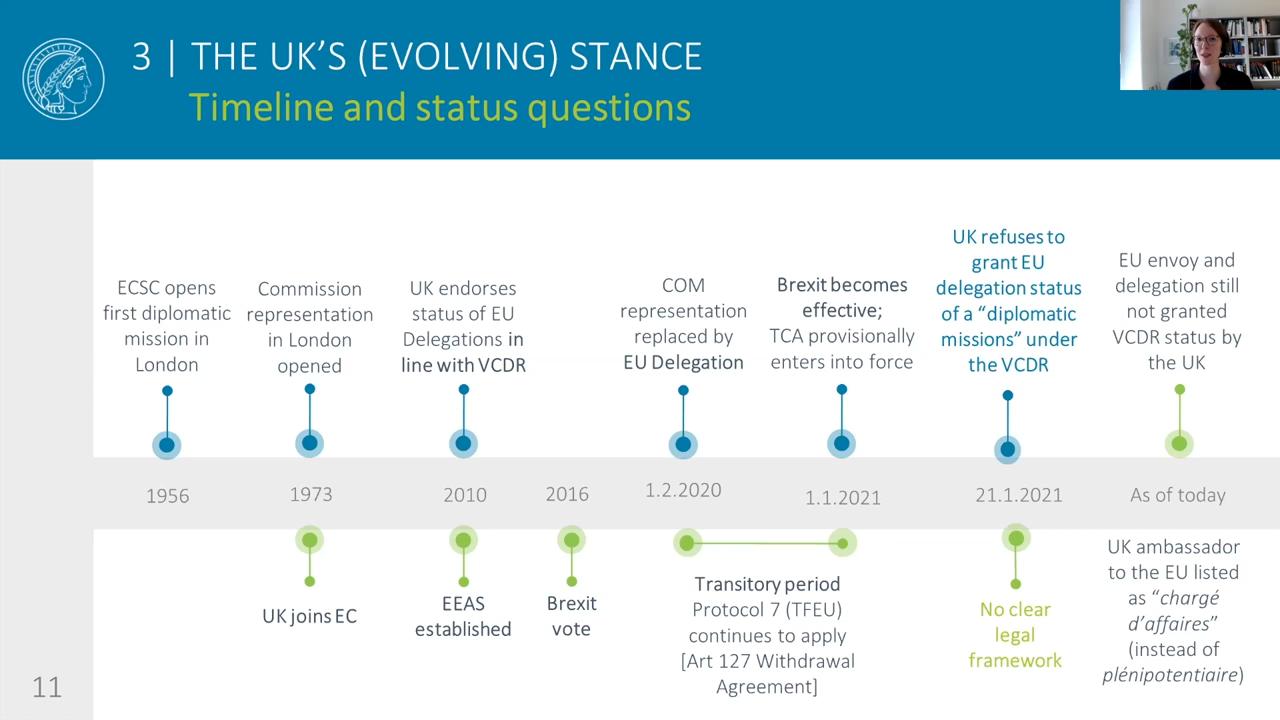 3 | THE UK'S (EVOLVING) STANCE
Timeline and status questions
ECSC opens
first diplomatic
mission in
London
Commission
representation
in London
opened
UK endorses
status of EU
Delegations in
line with VCDR
COM
representation
replaced by
EU Delegation
Brexit becomes
effective;
TCA provisionally
enters into force
UK refuses to
grant EU
delegation status
of a “diplomatic
missions” under
the VCDR
EU envoy and
delegation still
not granted
VCDR status by
the UK
1956
1973
2010
2016
1.2.2020
1.1.2021
21.1.2021
As of today
UK joins EC
EEAS
established
Brexit
vote
Transitory period
Protocol 7 (TFEU)
continues to apply
[Art 127 Withdrawal
Agreement]
No clear
legal
framework
UK ambassador
to the EU listed
as “chargé
d’affaires”
(instead of
plénipotentiaire)
11